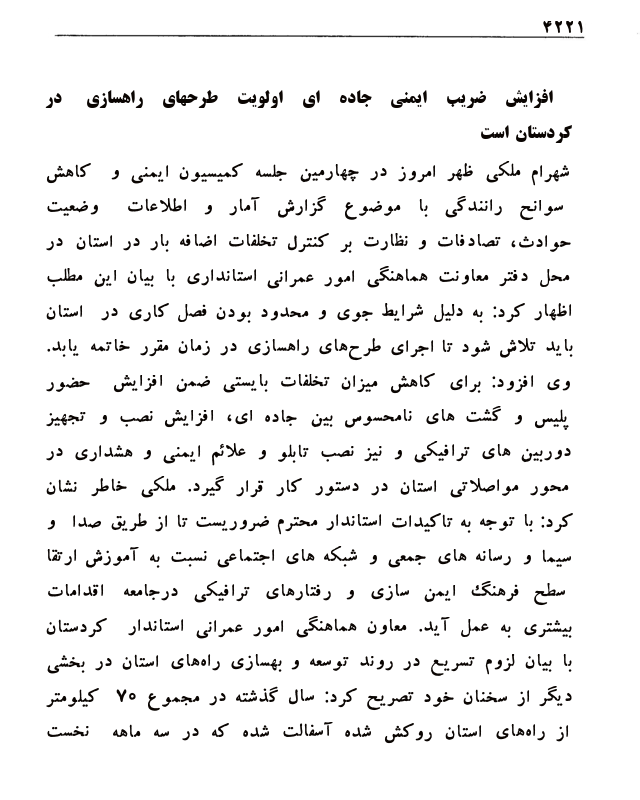 ۴۲۲۱
افزایش ضریب ایمنی جاده ای اولویت طرحهای راهسازی در
کردستان است
شهرام ملکی ظهر امروز در چهارمین جلسه کمیسیون ایمنی و کاهش
سوانح رانندگی با موضوع گزارش آمار و اطلاعات وضعیت
حوادث، تصادفات و نظارت بر کنترل تخلفات اضافه بار در استان در
محل دفتر معاونت هماهنگی امور عمرانی استانداری با بیان این مطلب
اظهار کرد: به دلیل شرایط جوی و محدود بودن فصل کاری در استان
باید تلاش شود تا اجرای طرح‌های راهسازی در زمان مقرر خاتمه یابد.
وی افزود: برای کاهش میزان تخلفات بایستی ضمن افزایش حضور
پلیس و گشت های نامحسوس بین جاده ای، افزایش نصب و تجهیز
دوربین های ترافیکی و نیز نصب تابلو و علائم ایمنی و هشداری در
محور مواصلاتی استان در دستور کار قرار گیرد. ملکی خاطر نشان
کرد: با توجه به تاکیدات استاندار محترم ضروریست تا از طریق صدا و
سیما و رسانه های جمعی و شبکه های اجتماعی نسبت به آموزش ارتقا
سطح فرهنگ ایمن سازی و رفتارهای ترافیکی درجامعه اقدامات
بیشتری به عمل آید. معاون هماهنگی امور عمرانی استاندار کردستان
با بیان لزوم تسریع در روند توسعه و بهسازی راه‌های استان در بخشی
دیگر از سخنان خود تصریح کرد: سال گذشته در مجموع ۷۰ کیلومتر
از راه‌های استان روکش شده آسفالت شده که در سه ماهه نخست